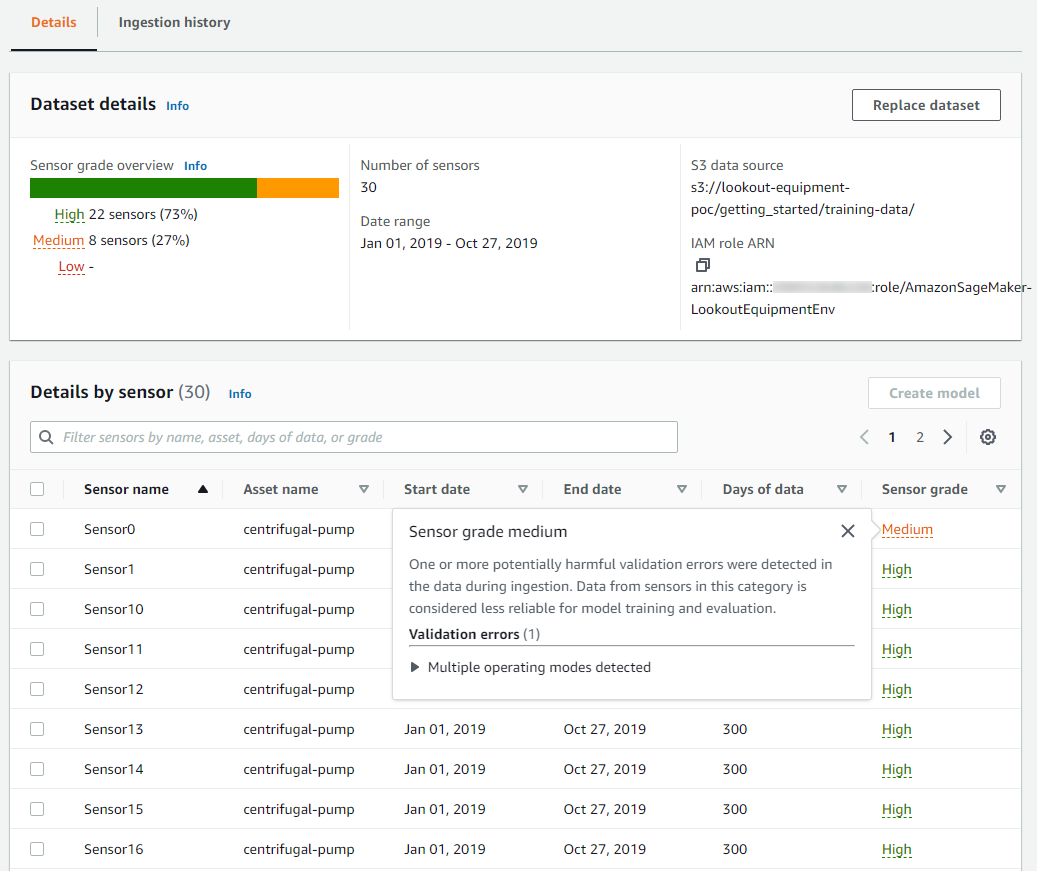 Details
Ingestion history
Dataset details Info
Replace dataset
Sensor grade overview Info
High 22 sensors (73%)
Medium 8 sensors (27%)
Low -
Number of sensors
30
Date range
Jan 01, 2019 - Oct 27, 2019
S3 data source
s3://lookout-equipment-
poc/getting_started/training-data/
IAM role ARN
arn:aws:iam:: :role/AmazonSageMaker-
LookoutEquipmentEnv
Details by sensor (30) Info
Create model
Filter sensors by name, asset, days of data, or grade
1 2
Sensor name Asset name Start date End date Days of data Sensor grade
Sensor0 centrifugal-pump Medium
Sensor grade medium
One or more potentially harmful validation errors were detected in
the data during ingestion. Data from sensors in this category is
considered less reliable for model training and evaluation.
Validation errors (1)
Multiple operating modes detected
Sensor1 centrifugal-pump High
Sensor10 centrifugal-pump High
Sensor11 centrifugal-pump High
Sensor12 centrifugal-pump High
Sensor13 centrifugal-pump Jan 01, 2019 Oct 27, 2019 300 High
Sensor14 centrifugal-pump Jan 01, 2019 Oct 27, 2019 300 High
Sensor15 centrifugal-pump Jan 01, 2019 Oct 27, 2019 300 High
Sensor16 centrifugal-pump Jan 01, 2019 Oct 27, 2019 300 High